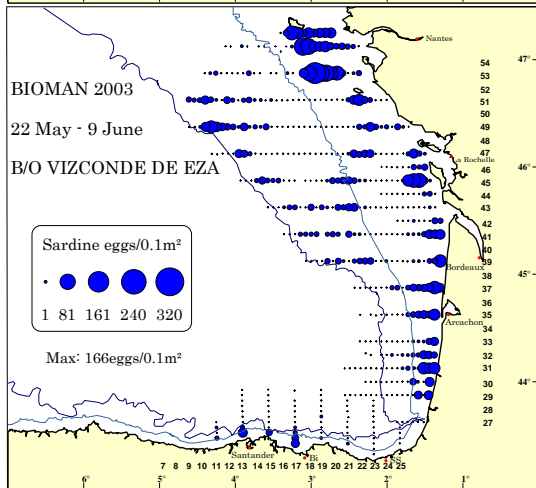 Nantes
47°
54
53
52
BIOMAN 2003
51
50
22 May - 9 June
49
48
47
La Rochelle
B/O VIZCONDE DE EZA
46°
46
45
44
43
42
41
Sardine eggs/0.1m²
40
39
Bordeaux
45°
38
1 81 161 240 320
37
36
35
Arcachon
34
Max: 166eggs/0.1m²
33
32
31
44°
30
29
28
27
Santander
Bi
SS
7 8 9 10 11 12 13 14 15 16 17 18 19 20 21 22 23 24 25
6° 5° 4° 3° 2° 1°